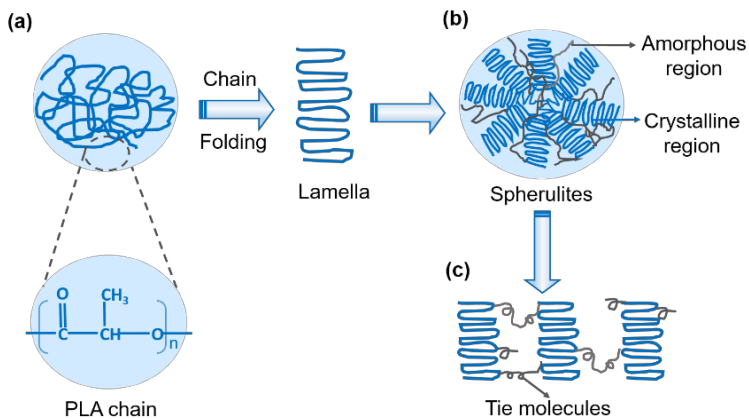 (a)
Chain
Folding
Lamella
(b)
Amorphous
region
Crystalline
region
Spherulites
O
CH₃
C
CH
O
n
PLA chain
(c)
Tie molecules